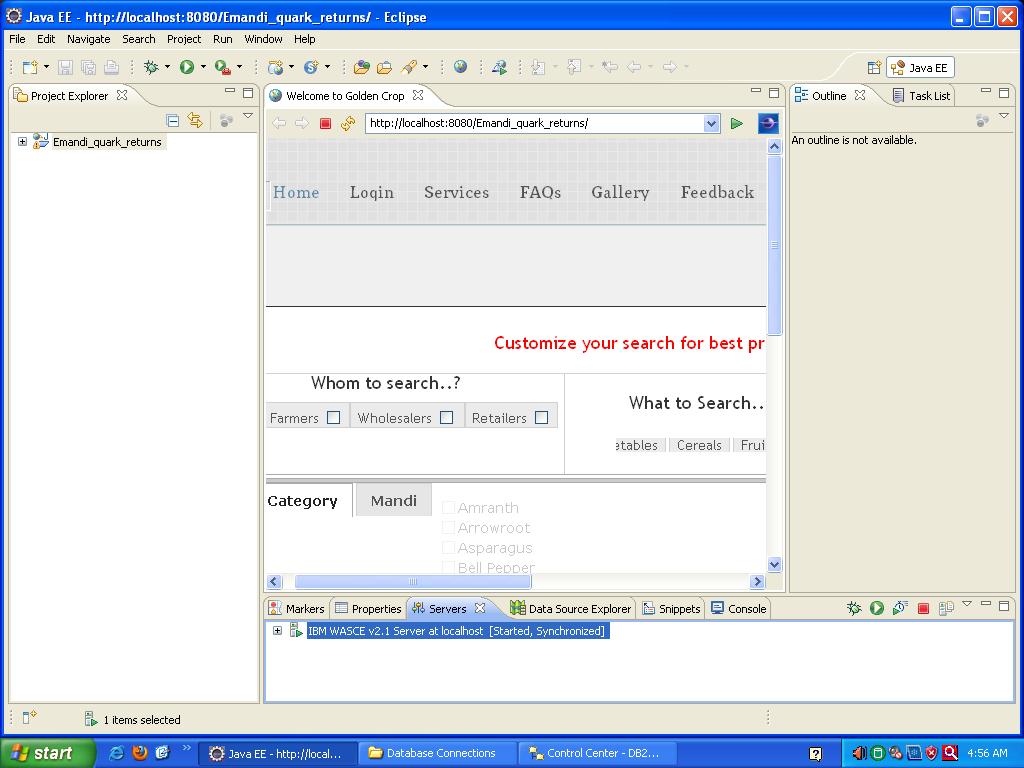 Java EE - http://localhost:8080/Emandi_quark_returns/ - Eclipse
File Edit Navigate Search Project Run Window Help
Java EE
Project Explorer
Welcome to Golden Crop
Outline
Task List
http://localhost:8080/Emandi_quark_returns/
Emandi_quark_returns
An outline is not available.
Home Login Services FAQs Gallery Feedback
Customize your search for best pr
Whom to search..?
What to Search..
Farmers Wholesalers Retailers
etables Cereals Frui
Category Mandi
Amranth
Arrowroot
Asparagus
Bell Pepper
Markers Properties Servers Data Source Explorer Snippets Console
IBM WASCE v2.1 Server at localhost [Started, Synchronized]
1 items selected
start
Java EE - http://local...
Database Connections
Control Center - DB2...
4:56 AM